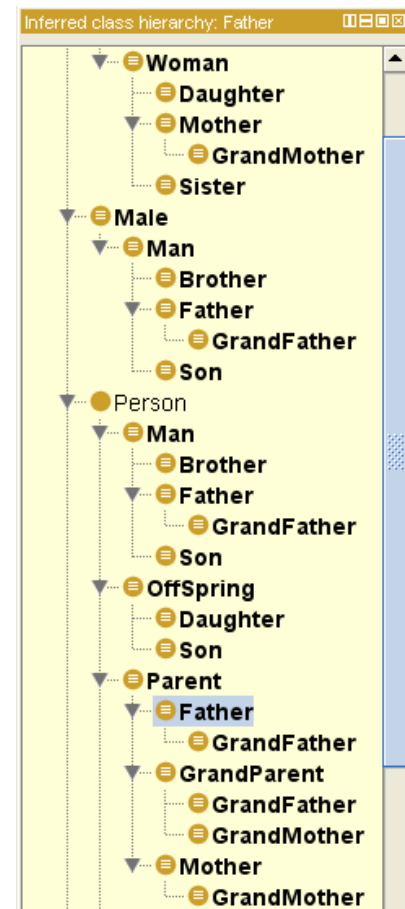 Inferred class hierarchy: Father
Woman
Daughter
Mother
GrandMother
Sister
Male
Man
Brother
Father
GrandFather
Son
Person
Man
Brother
Father
GrandFather
Son
OffSpring
Daughter
Son
Parent
Father
GrandFather
GrandParent
GrandFather
GrandMother
Mother
GrandMother